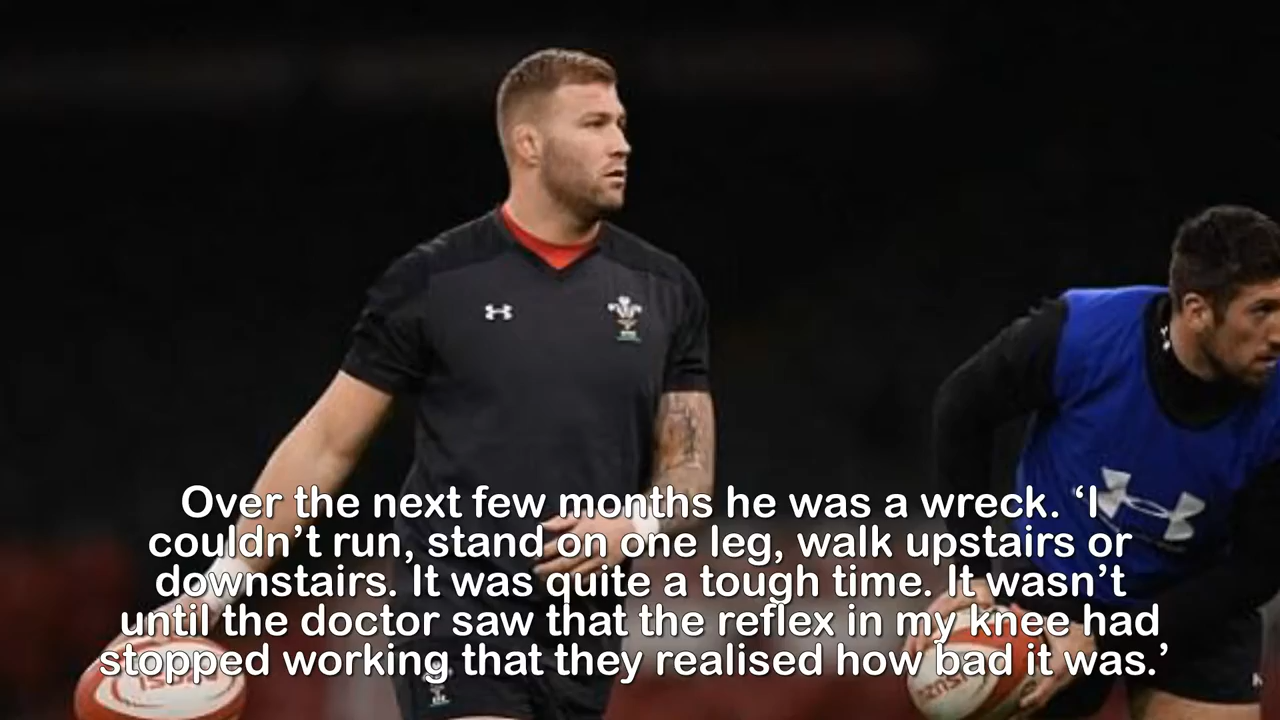 Over the next few months he was a wreck. ‘I
couldn’t run, stand on one leg, walk upstairs or
downstairs. ‘It was quite a tough time. It wasn’t
until the doctor saw that the reflex in my knee had
stopped working that they realised how bad it was.’